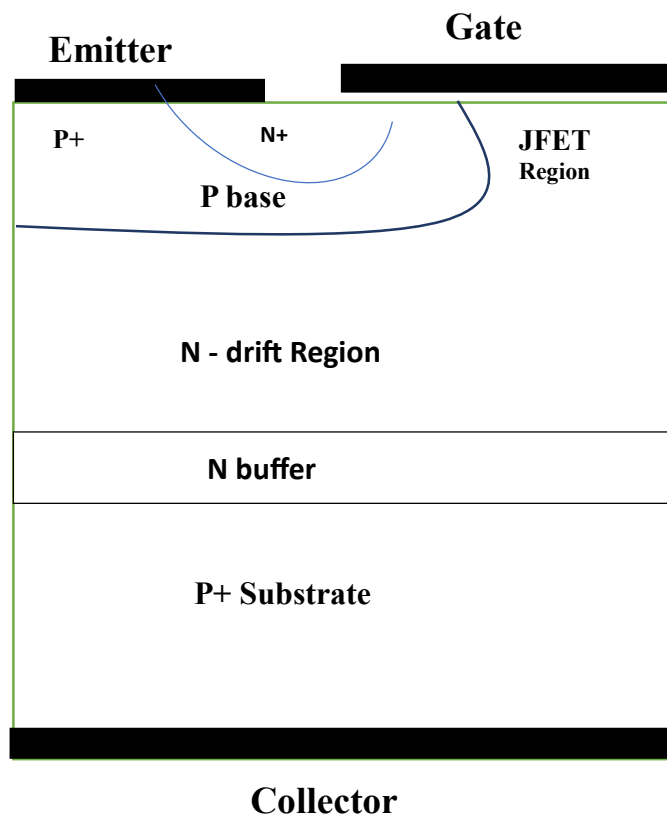 Emitter
Gate
P+
N+
JFET
Region
P base
N - drift Region
N buffer
P+ Substrate
Collector